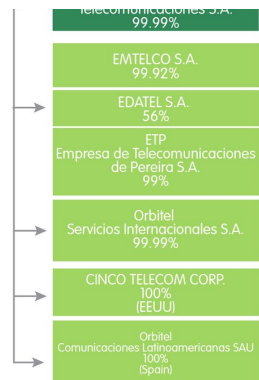 Telecomunicaciones S.A.
99.99%
EMTELCO S.A.
99.92%
EDATEL S.A.
56%
ETP
Empresa de Telecomunicaciones
de Pereira S.A.
99%
Orbitel
Servicios Internacionales S.A.
99.99%
CINCO TELECOM CORP.
100%
(EEUU)
Orbitel
Comunicaciones Latinoamericanas SAU
100%
(Spain)